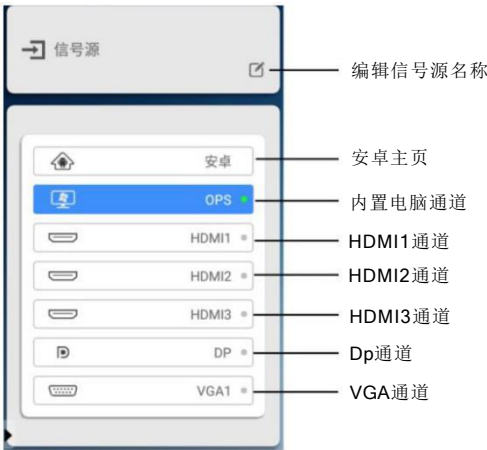 信号源
编辑信号源名称
安卓 安卓主页
OPS 内置电脑通道
HDMI1 HDMI1通道
HDMI2 HDMI2通道
HDMI3 HDMI3通道
DP Dp通道
VGA1 VGA通道